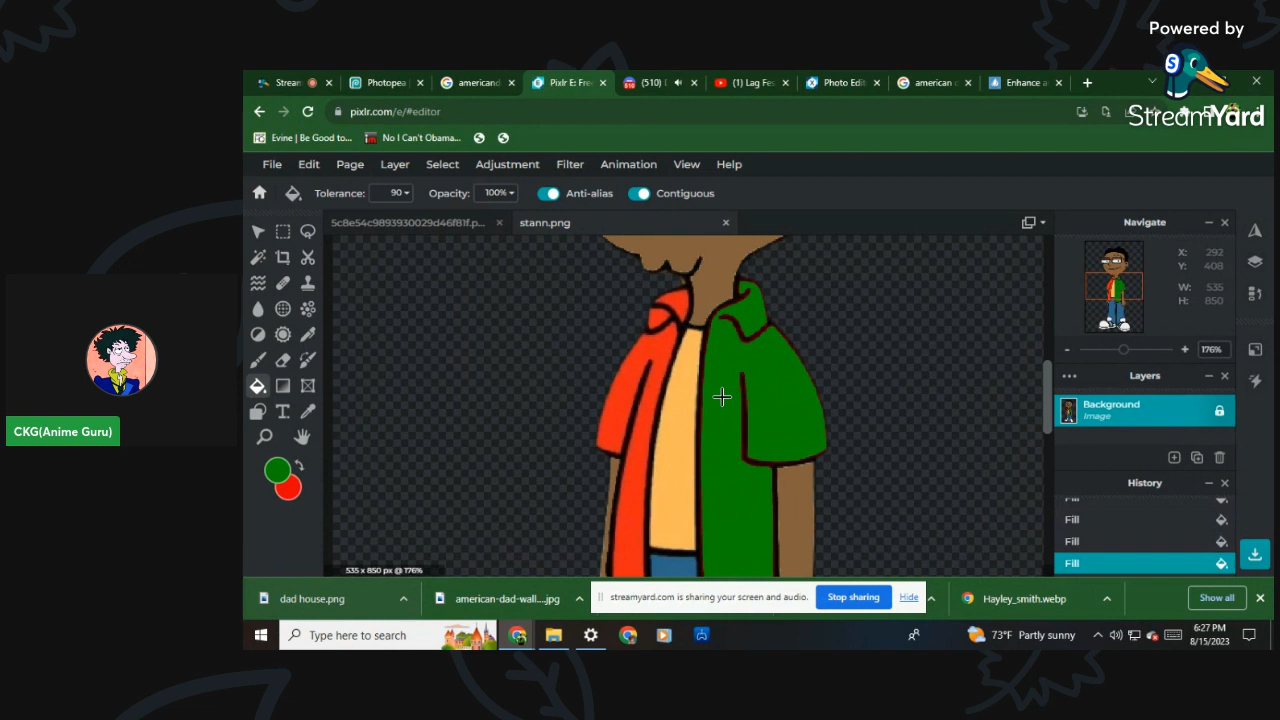 Powered by
StreamYard
Stream
Photopea
americand
Pixlr E: Free
(510)
(1) Lag Fes
Photo Edit
american c
Enhance a
pixlr.com/e/#editor
Evine | Be Good to...
No I Can't Obama...
File Edit Page Layer Select Adjustment Filter Animation View Help
Tolerance: 90 Opacity: 100% Anti-alias Contiguous
5c8e54c9893930029d46f81f.p...
stann.png
Navigate
X: 292
Y: 408
W: 535
H: 850
176%
Layers
Background
Image
History
Fill
Fill
Fill
Fill
535 x 850 px @ 176%
CKG(Anime Guru)
dad house.png
american-dad-wall....jpg
streamyard.com is sharing your screen and audio.
Stop sharing
Hide
Hayley_smith.webp
Show all
Type here to search
73°F Partly sunny
6:27 PM
8/15/2023